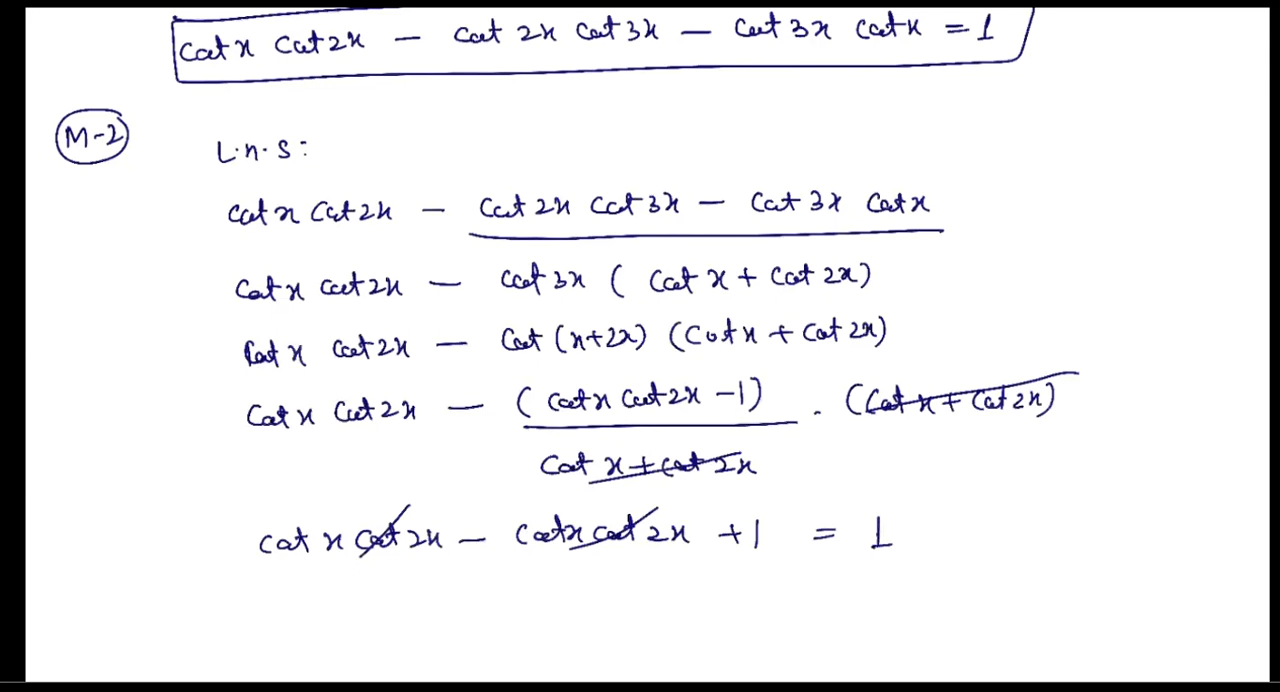 cot x cot 2x - cot 2x cot 3x - cot 3x cot x = 1
M-2
L.H.S:
cot x cot 2x - cot 2x cot 3x - cot 3x cot x
cot x cot 2x - cot 3x ( cot x + cot 2x)
cot x cot 2x - cot (x+2x) (cot x + cot 2x)
cot x cot 2x - ( cot x cot 2x - 1) . (cot x + cot 2x)
cot x + cot 2x
cot x cot 2x - cot x cot 2x + 1 = 1